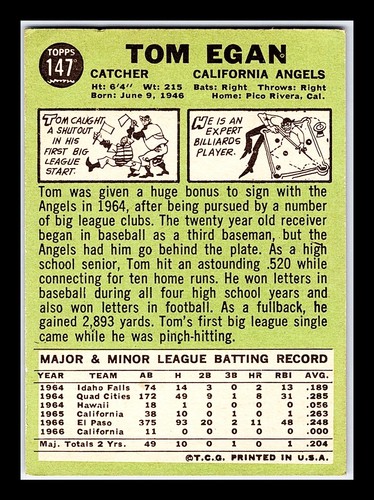 TOPPS
147
TOM EGAN
CATCHER CALIFORNIA ANGELS
Ht: 6'4" Wt: 215 Bats: Right Throws: Right
Born: June 9, 1946 Home: Pico Rivera, Cal.
TOM CAUGHT
A SHUTOUT
IN HIS
FIRST BIG
LEAGUE
START.
HE IS AN
EXPERT
BILLIARDS
PLAYER.
Tom was given a huge bonus to sign with the
Angels in 1964, after being pursued by a number
of big league clubs. The twenty year old receiver
began in baseball as a third baseman, but the
Angels had him go behind the plate. As a high
school senior, Tom hit an astounding .520 while
connecting for ten home runs. He won letters in
baseball during all four high school years and
also won letters in football. As a fullback, he
gained 2,893 yards. Tom's first big league single
came while he was pinch-hitting.
MAJOR & MINOR LEAGUE BATTING RECORD
YEAR TEAM AB H 2B 3B HR RBI AVG.
1964 Idaho Falls 74 14 3 0 2 13 .189
1964 Quad Cities 172 49 9 1 8 31 .285
1964 Hawaii 18 1 0 0 0 0 .056
1965 California 38 10 0 1 0 1 .263
1966 El Paso 375 93 20 2 11 48 .248
1966 California 11 0 0 0 0 0 .000
Maj. Totals 2 Yrs. 49 10 0 1 0 1 .204
©T.C.G. PRINTED IN U.S.A.